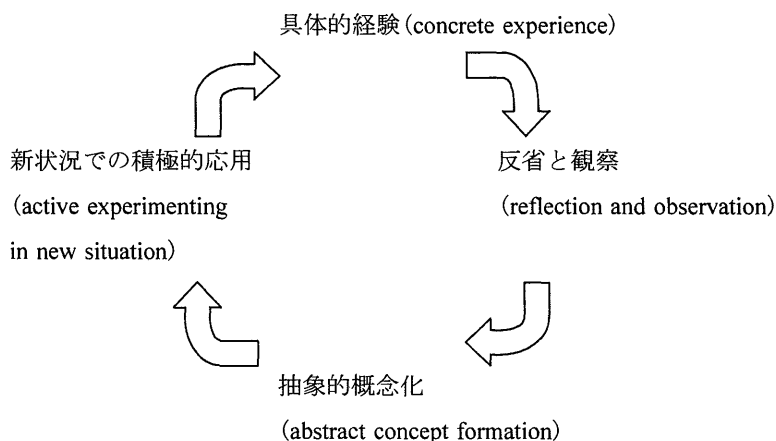 具体的経験(concrete experience)
新状況での積極的応用
(active experimenting
in new situation)
反省と観察
(reflection and observation)
抽象的概念化
(abstract concept formation)